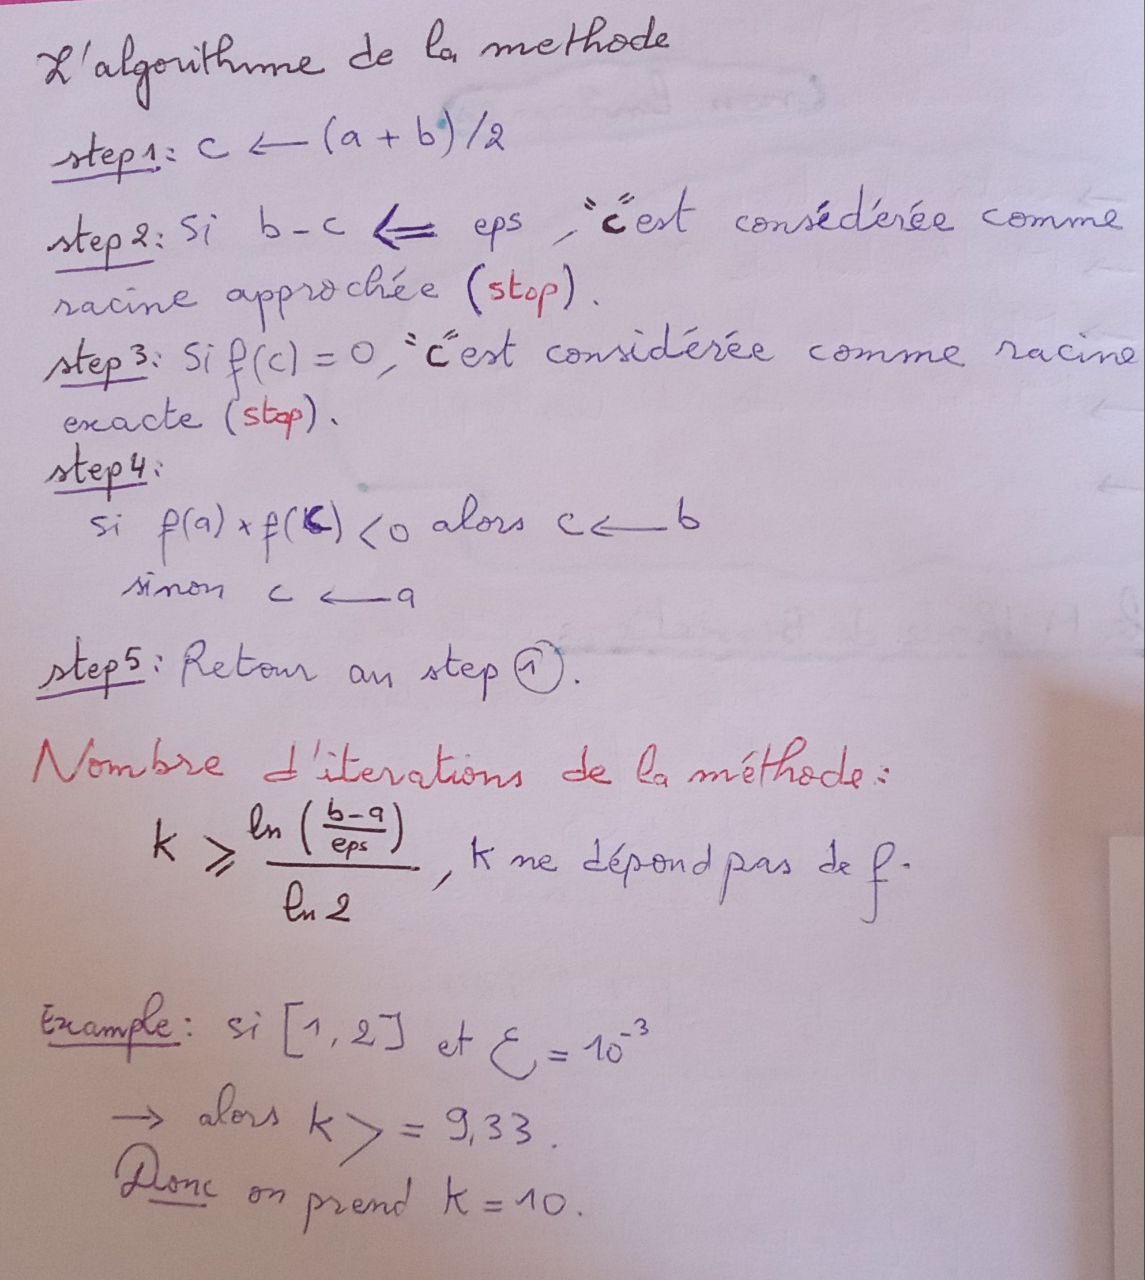 L'algorithme de la methode
step1: c ← (a + b)/2
step2: Si b-c <= eps, "c" est consédérée comme
racine approchée (stop).
step3: Si f(c) = 0, "c" est considérée comme racine
exacte (stop).
step4:
si f(a) × f(c) < 0 alors c ← b
sinon c ← a
step5: Retour au step ①.
Nombre d'iterations de la méthode:
k ⩾ ln((b-a)/eps)/ln 2, k ne dépond pas de f.
Example: si [1,2] et ℰ = 10⁻³
→ alors k >= 9,33.
Donc on prend k = 10.